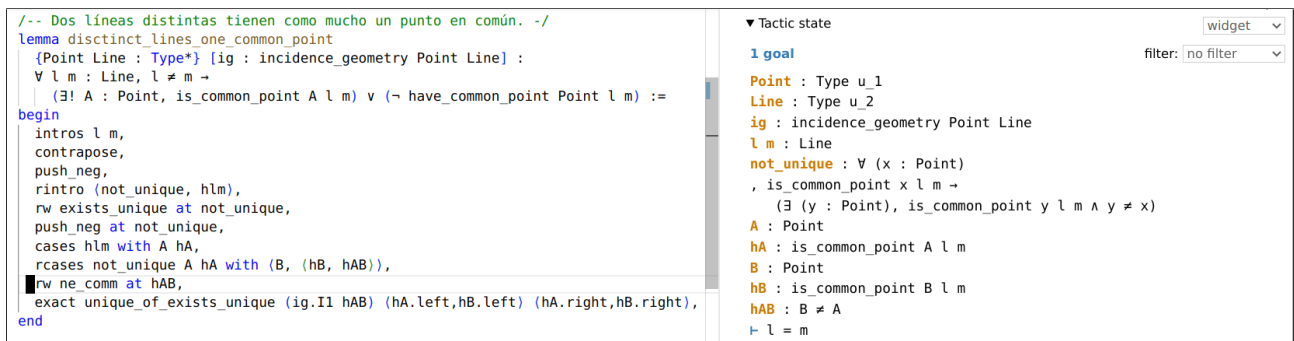 /-- Dos líneas distintas tienen como mucho un punto en común. -/
lemma disctinct_lines_one_common_point
{Point Line : Type*} [ig : incidence_geometry Point Line] :
∀ l m : Line, l ≠ m →
(∃! A : Point, is_common_point A l m) ∨ (¬ have_common_point Point l m) :=
begin
intros l m,
contrapose,
push_neg,
rintro ⟨not_unique, hlm⟩,
rw exists_unique at not_unique,
push_neg at not_unique,
cases hlm with A hA,
rcases not_unique A hA with ⟨B, ⟨hB, hAB⟩⟩,
rw ne_comm at hAB,
exact unique_of_exists_unique (ig.I1 hAB) ⟨hA.left,hB.left⟩ ⟨hA.right,hB.right⟩,
end
▼ Tactic state
widget
1 goal
filter: no filter
Point : Type u_1
Line : Type u_2
ig : incidence_geometry Point Line
l m : Line
not_unique : ∀ (x : Point)
, is_common_point x l m →
(∃ (y : Point), is_common_point y l m ∧ y ≠ x)
A : Point
hA : is_common_point A l m
B : Point
hB : is_common_point B l m
hAB : B ≠ A
⊢ l = m